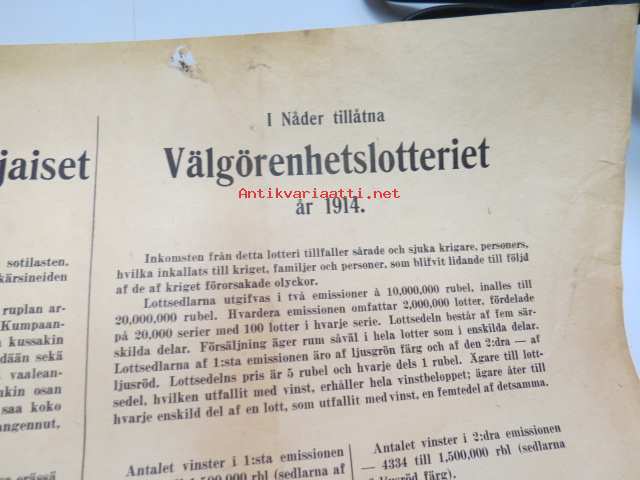 jaiset
sotilasten.
kärsineiden
ruplan ar-
Kumpaan-
kussakin
dään sekä
vaalean-
kin osan
saa koko
angennut,
I Nåder tillåtna
Välgörenhetslotteriet
år 1914.
Antikvariaatti.net
Inkomsten från detta lotteri tillfaller sårade och sjuka krigare, personers,
hvilka inkallats till kriget, familjer och personer, som blifvit lidande till följd
af de af kriget förorsakade olyckor.
Lottsedlarna utgifvas i två emissioner à 10,000,000 rubel, inalles till
20,000,000 rubel. Hvardera emissionen omfattar 2,000,000 lotter, fördelade
på 20,000 serier med 100 lotter i hvarje serie. Lottsedeln består af fem sär-
skilda delar. Försäljning äger rum såväl i hela lotter som i enskilda delar.
Lottsedlarna af 1:sta emissionen äro af ljusgrön färg och af den 2:dra — af
ljusröd. Lottsedelns pris är 5 rubel och hvarje dels 1 rubel. Ägare till lott-
sedel, hvilken utfallit med vinst, erhåller hela vinstbeloppet; ägare åter till
hvarje enskild del af en lott, som utfallit med vinst, en femtedel af detsamma.
Antalet vinster i 1:sta emissionen
till 1,500,000 rbl (sedlarna af
Antalet vinster i 2:dra emissionen
— 4334 till 1,500,000 rbl (sedlarna
färg).